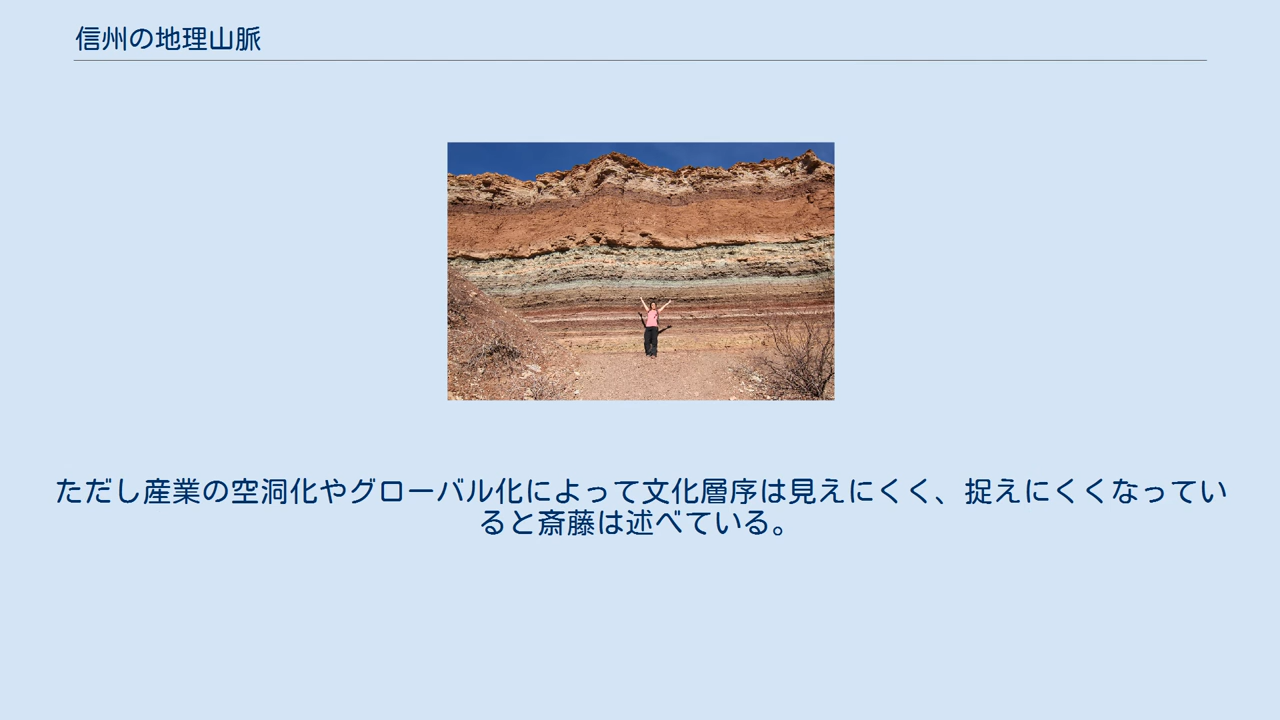 信州の地理山脈
ただし産業の空洞化やグローバル化によって文化層序は見えにくく、捉えにくくなってい
ると斎藤は述べている。